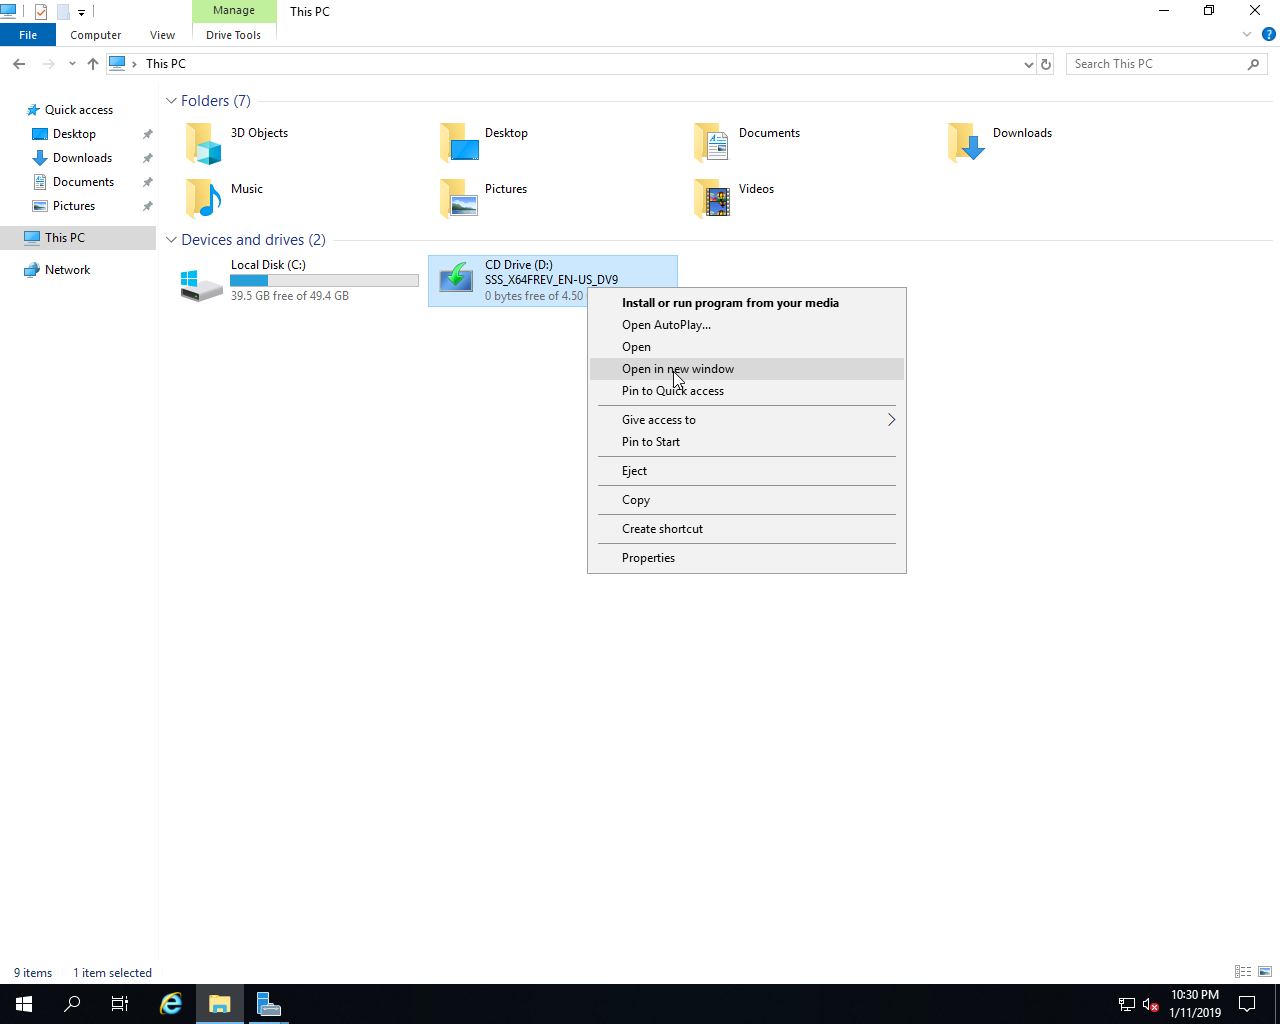 Manage
This PC
File
Computer
View
Drive Tools
This PC
Search This PC
Quick access
Desktop
Downloads
Documents
Pictures
This PC
Network
Folders (7)
3D Objects
Desktop
Documents
Downloads
Music
Pictures
Videos
Devices and drives (2)
Local Disk (C:)
39.5 GB free of 49.4 GB
CD Drive (D:)
SSS_X64FREV_EN-US_DV9
0 bytes free of 4.50
Install or run program from your media
Open AutoPlay...
Open
Open in new window
Pin to Quick access
Give access to
Pin to Start
Eject
Copy
Create shortcut
Properties
9 items
1 item selected
10:30 PM
1/11/2019